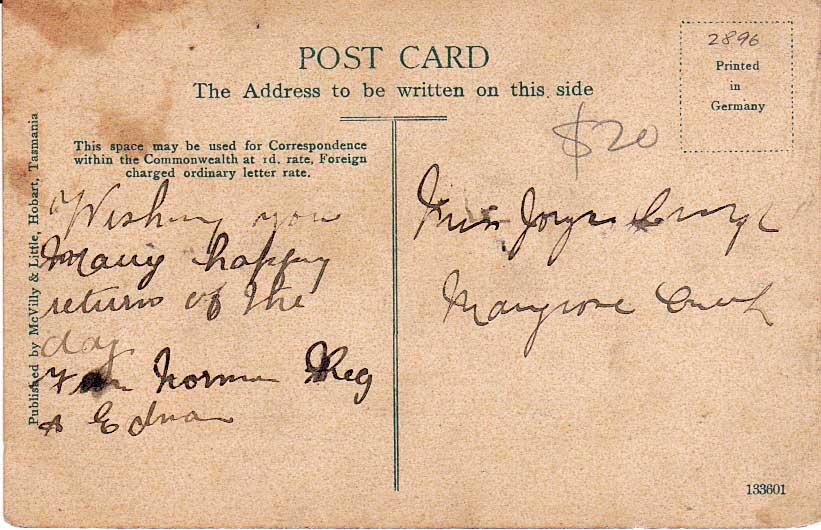 POST CARD
The Address to be written on this side
2896
Printed
in
Germany
$20
This space may be used for Correspondence
within the Commonwealth at 1d. rate, Foreign
charged ordinary letter rate.
Published by McVilly & Little, Hobart, Tasmania
Wishing you
Many happy
returns of the
day
Norman Reg
& Edna
Miss Joyce
Mangrove Creek
133601